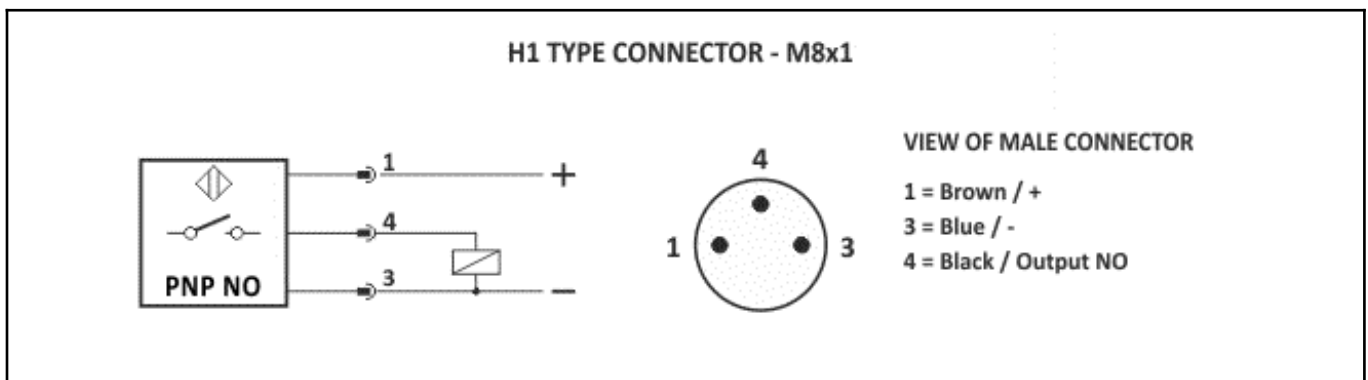 H1 TYPE CONNECTOR - M8x1
1
+
4
PNP NO
3
−
4
1
3
VIEW OF MALE CONNECTOR
1 = Brown / +
3 = Blue / -
4 = Black / Output NO